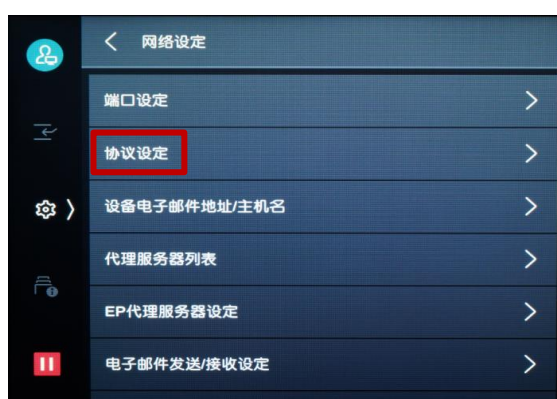 网络设定
端口设定
协议设定
设备电子邮件地址/主机名
代理服务器列表
EP代理服务器设定
电子邮件发送/接收设定